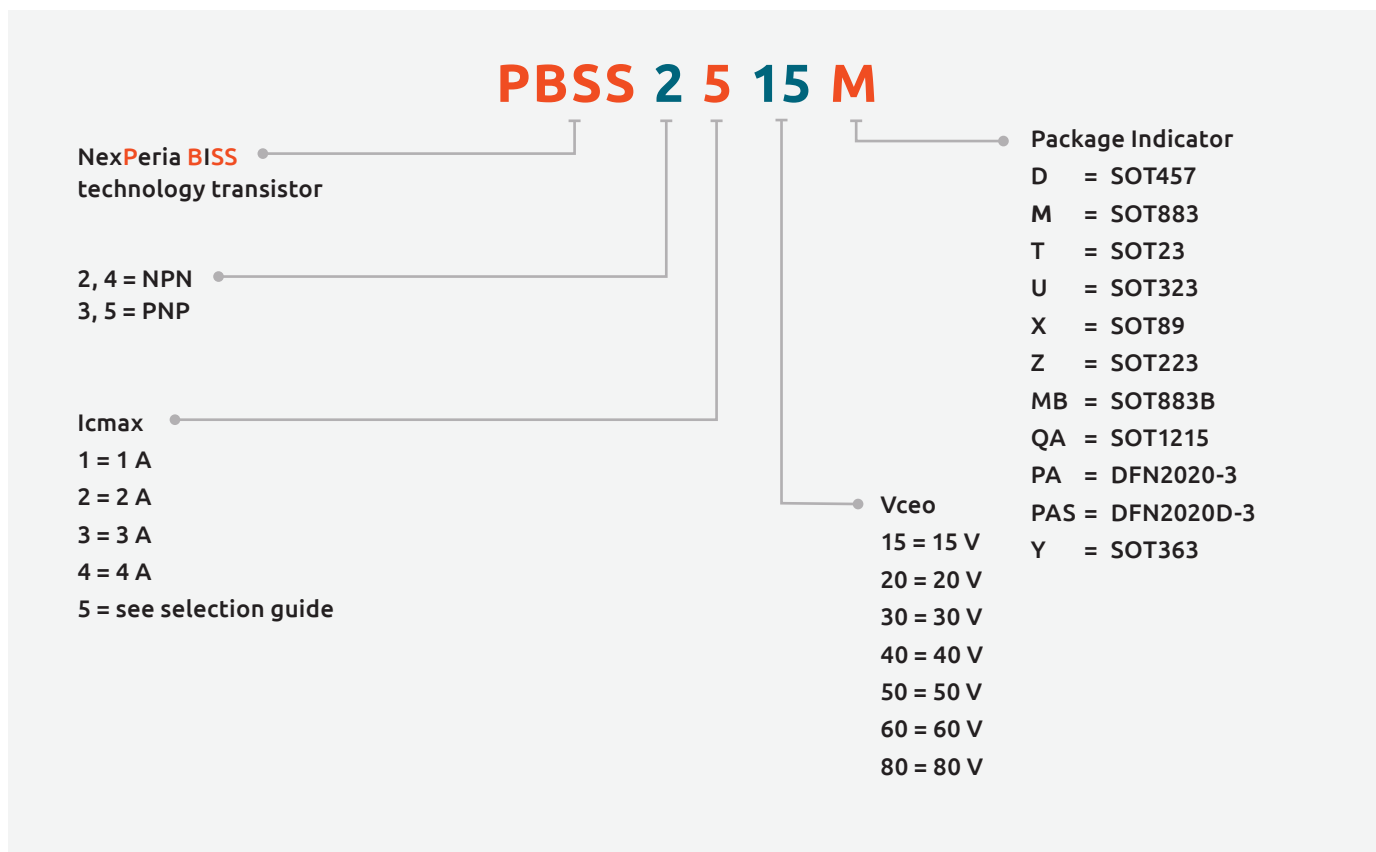 PBSS 2 5 15 M
NexPeria BISS
technology transistor
2, 4 = NPN
3, 5 = PNP
Icmax
1 = 1 A
2 = 2 A
3 = 3 A
4 = 4 A
5 = see selection guide
Vceo
15 = 15 V
20 = 20 V
30 = 30 V
40 = 40 V
50 = 50 V
60 = 60 V
80 = 80 V
Package Indicator
D = SOT457
M = SOT883
T = SOT23
U = SOT323
X = SOT89
Z = SOT223
MB = SOT883B
QA = SOT1215
PA = DFN2020-3
PAS = DFN2020D-3
Y = SOT363